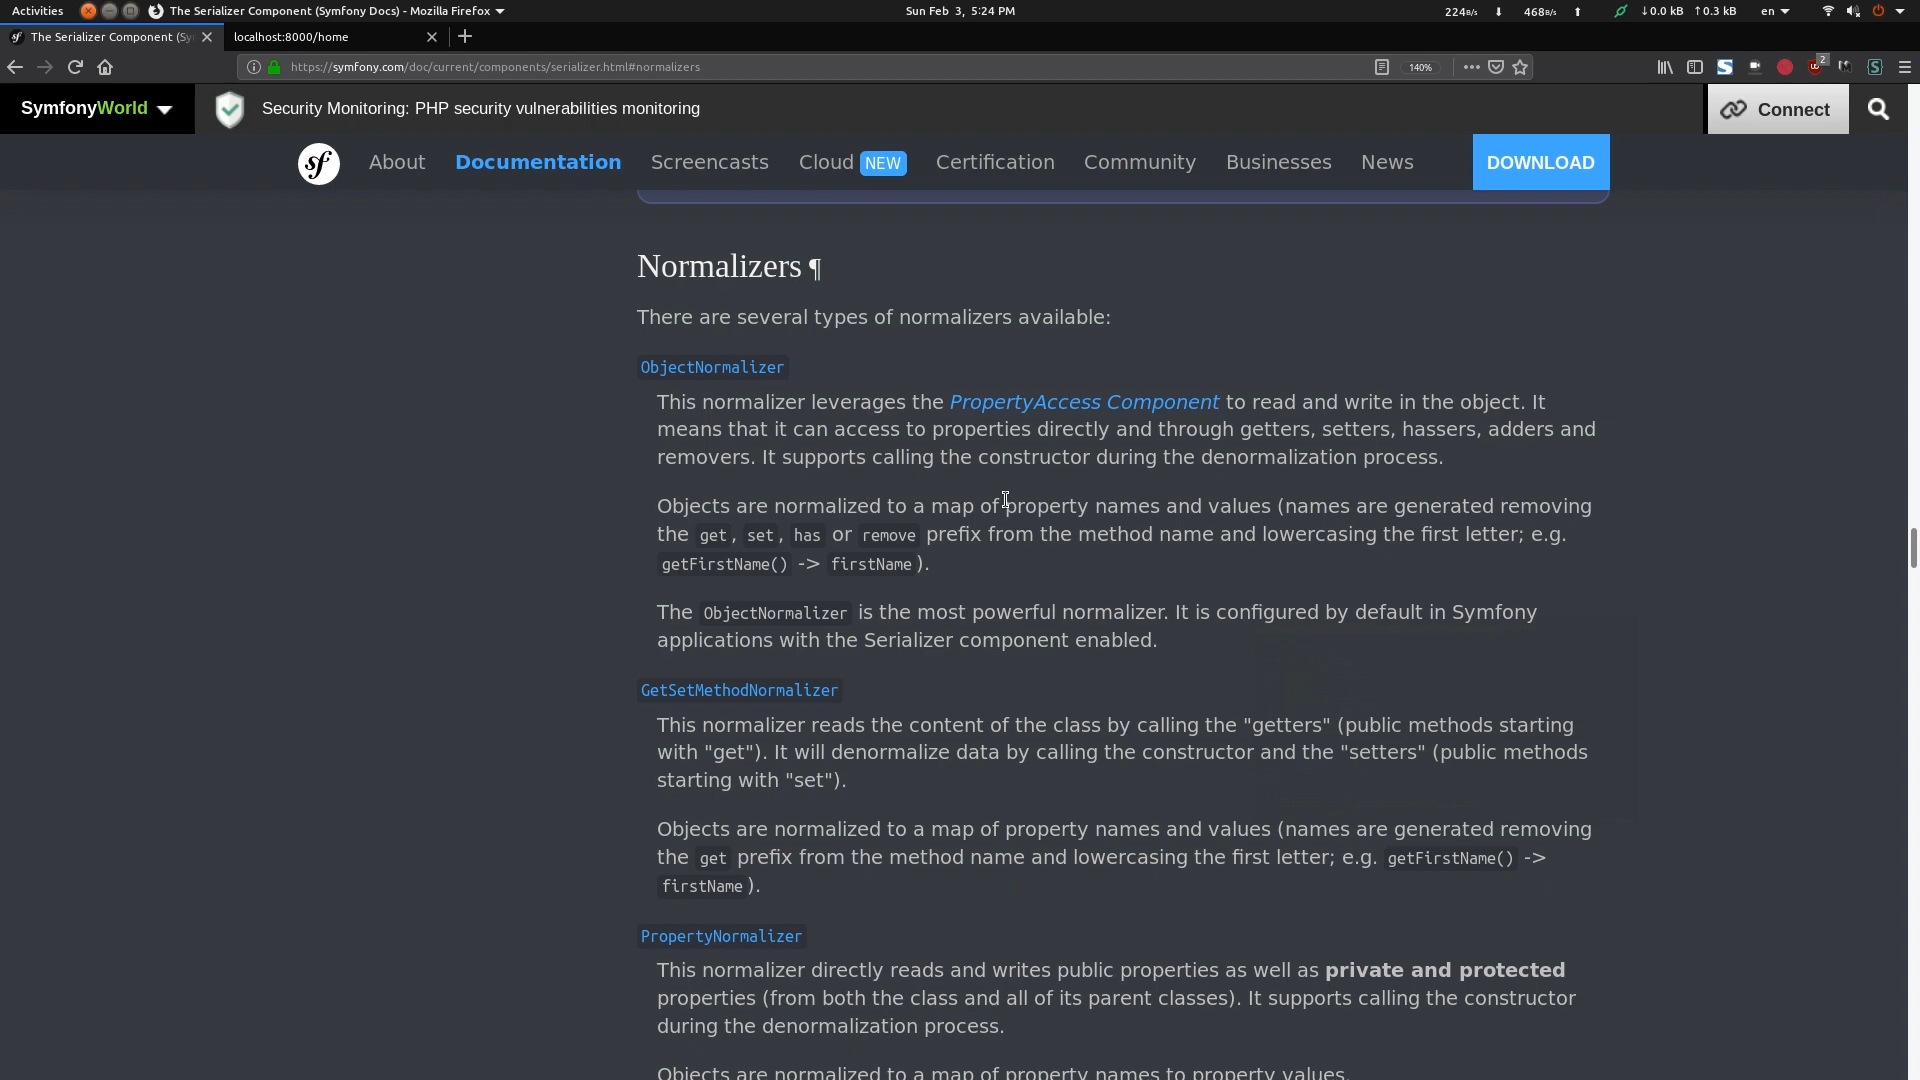 Activities The Serializer Component (Symfony Docs) - Mozilla Firefox Sun Feb 3, 5:24 PM 224B/s 468B/s ↓0.0 kB ↑0.3 kB en
The Serializer Component (Sy localhost:8000/home
https://symfony.com/doc/current/components/serializer.html#normalizers 140% 2
SymfonyWorld Security Monitoring: PHP security vulnerabilities monitoring Connect
sf About Documentation Screencasts Cloud NEW Certification Community Businesses News DOWNLOAD
Normalizers ¶
There are several types of normalizers available:
ObjectNormalizer
This normalizer leverages the PropertyAccess Component to read and write in the object. It
means that it can access to properties directly and through getters, setters, hassers, adders and
removers. It supports calling the constructor during the denormalization process.
Objects are normalized to a map of property names and values (names are generated removing
the get, set, has or remove prefix from the method name and lowercasing the first letter; e.g.
getFirstName() -> firstName).
The ObjectNormalizer is the most powerful normalizer. It is configured by default in Symfony
applications with the Serializer component enabled.
GetSetMethodNormalizer
This normalizer reads the content of the class by calling the "getters" (public methods starting
with "get"). It will denormalize data by calling the constructor and the "setters" (public methods
starting with "set").
Objects are normalized to a map of property names and values (names are generated removing
the get prefix from the method name and lowercasing the first letter; e.g. getFirstName() ->
firstName).
PropertyNormalizer
This normalizer directly reads and writes public properties as well as private and protected
properties (from both the class and all of its parent classes). It supports calling the constructor
during the denormalization process.
Objects are normalized to a map of property names to property values.